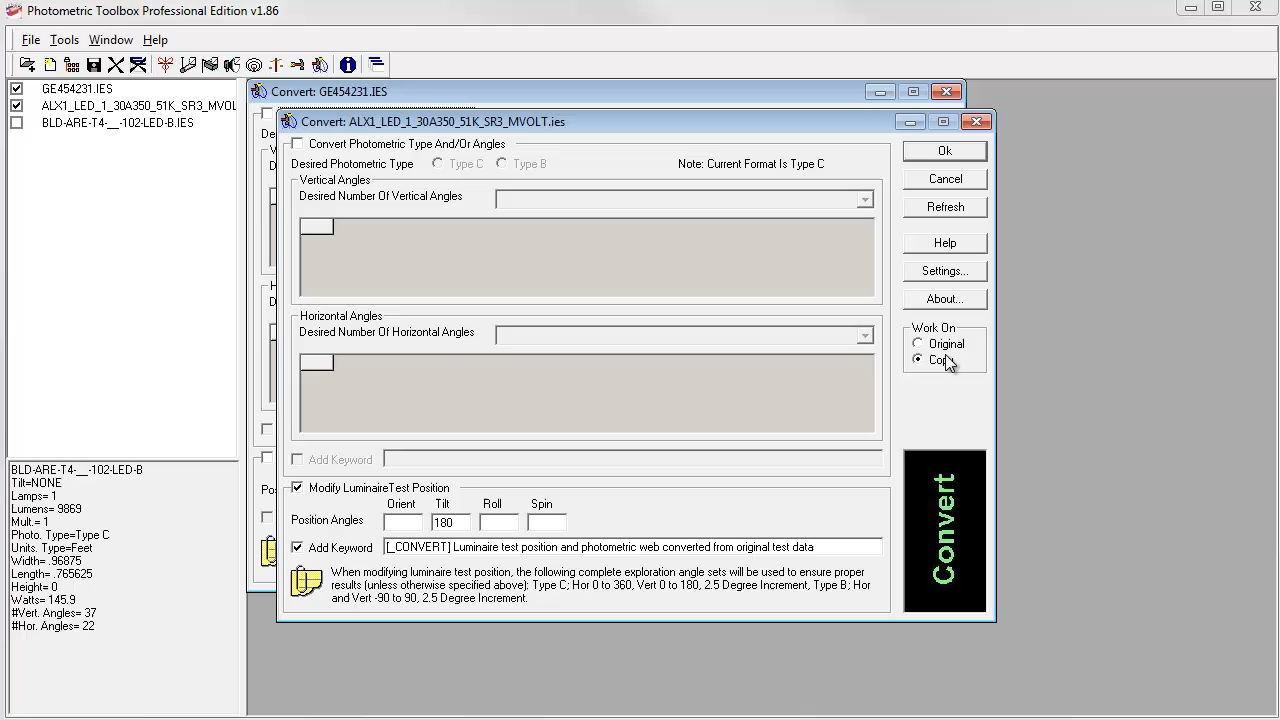 Photometric Toolbox Professional Edition v1.86
File Tools Window Help
GE454231.IES
ALX1_LED_1_30A350_51K_SR3_MVOL
BLD-ARE-T4-__-102-LED-B.IES
Convert: GE454231.IES
Convert: ALX1_LED_1_30A350_51K_SR3_MVOLT.ies
Convert Photometric Type And/Or Angles
Desired Photometric Type Type C Type B Note: Current Format Is Type C
Vertical Angles
Desired Number Of Vertical Angles
Horizontal Angles
Desired Number Of Horizontal Angles
Add Keyword
Modify LuminaireTest Position
Orient Tilt Roll Spin
Position Angles 180
Add Keyword [_CONVERT] Luminaire test position and photometric web converted from original test data
When modifying luminaire test position, the following complete exploration angle sets will be used to ensure proper
results (unless otherwise specified above); Type C; Hor 0 to 360, Vert 0 to 180, 2.5 Degree Increment, Type B; Hor
and Vert -90 to 90, 2.5 Degree Increment.
Ok
Cancel
Refresh
Help
Settings...
About...
Work On
Original
Copy
Convert
BLD-ARE-T4-__-102-LED-B
Tilt=NONE
Lamps= 1
Lumens= 9869
Mult.= 1
Photo. Type=Type C
Units. Type=Feet
Width= .96875
Length= .765625
Height= 0
Watts= 145.9
#Vert. Angles= 37
#Hor. Angles= 22